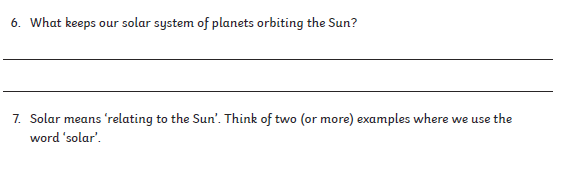 6. What keeps our solar system of planets orbiting the Sun?
7. Solar means ‘relating to the Sun’. Think of two (or more) examples where we use the
word ‘solar’.